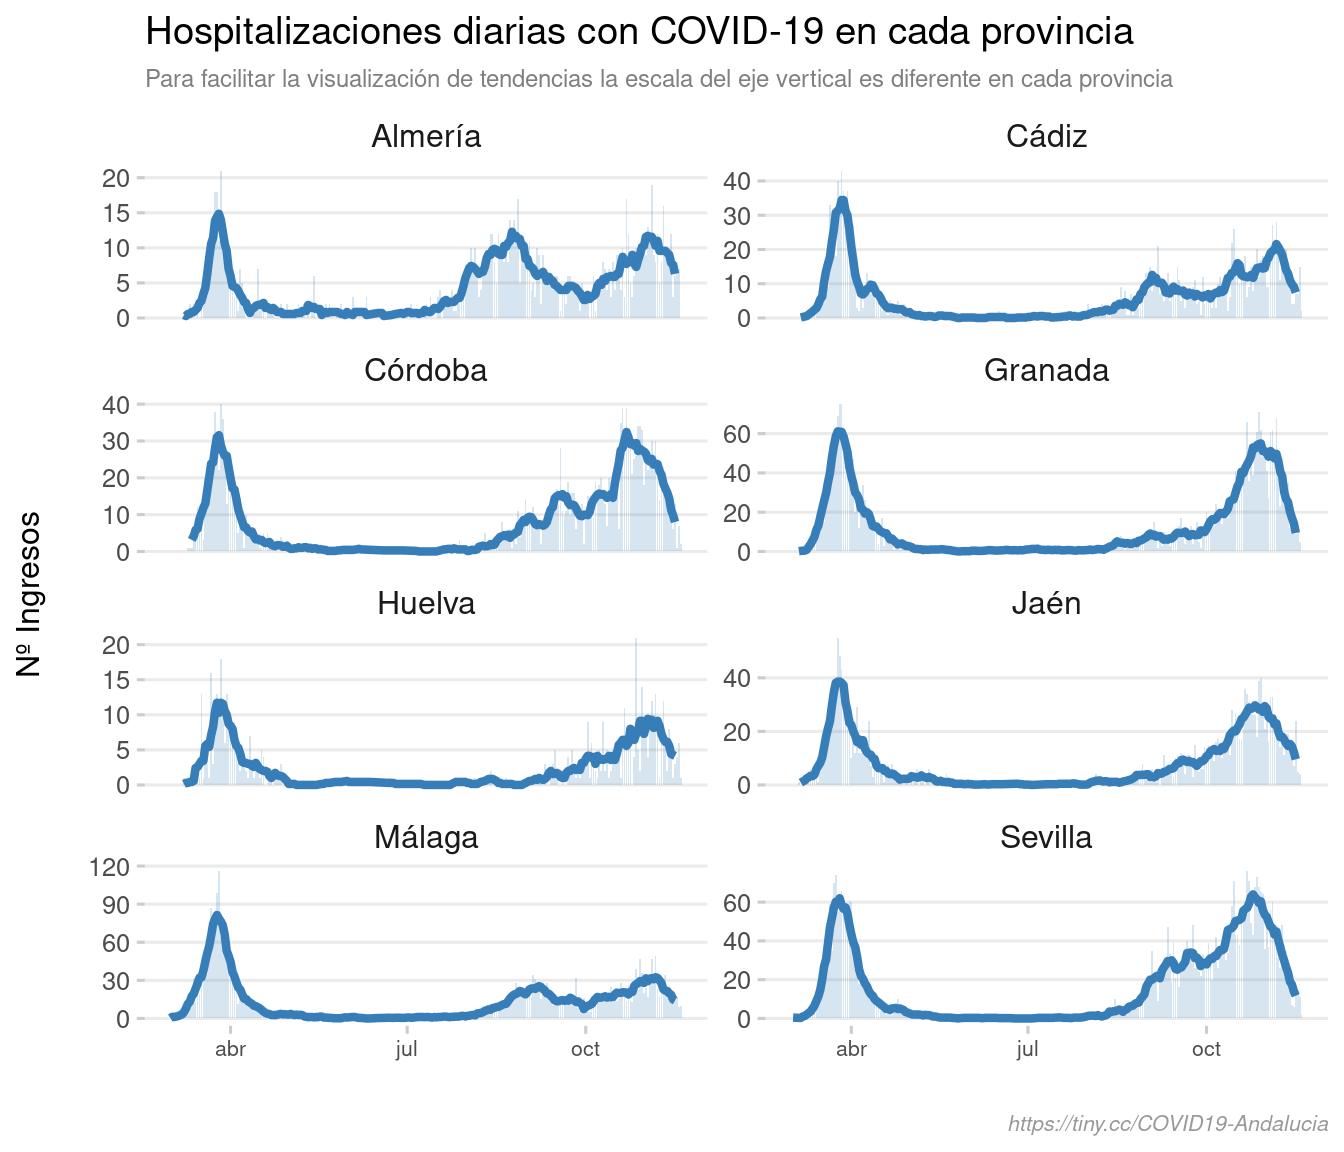 Hospitalizaciones diarias con COVID-19 en cada provincia
Para facilitar la visualización de tendencias la escala del eje vertical es diferente en cada provincia
Nº Ingresos
Almería
20
15
10
5
0
Cádiz
40
30
20
10
0
Córdoba
40
30
20
10
0
Granada
60
40
20
0
Huelva
20
15
10
5
0
Jaén
40
20
0
Málaga
120
90
60
30
0
abr jul oct
Sevilla
60
40
20
0
abr jul oct
https://tiny.cc/COVID19-Andalucia